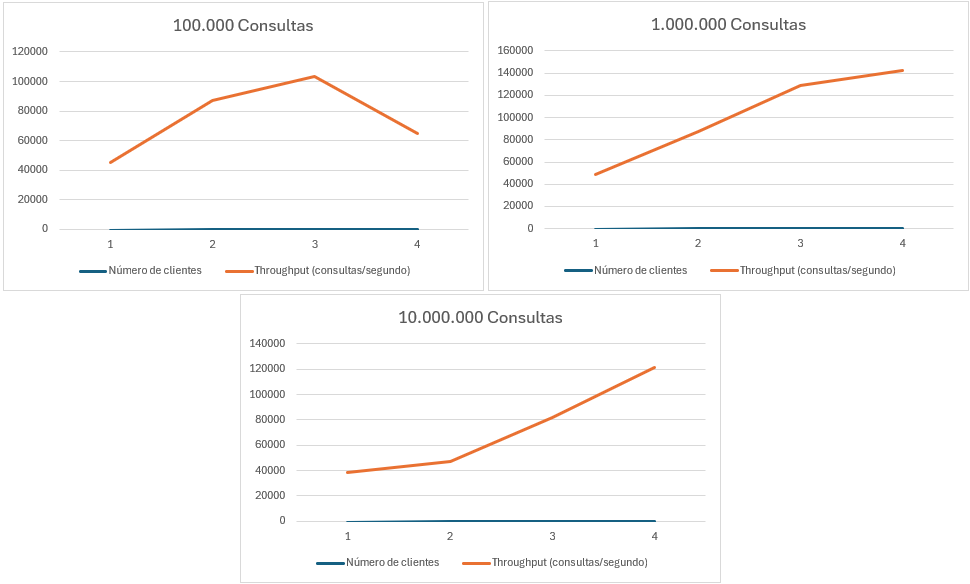 100.000 Consultas
120000
100000
80000
60000
40000
20000
0
1 2 3 4
Número de clientes Throughput (consultas/segundo)
1.000.000 Consultas
160000
140000
120000
100000
80000
60000
40000
20000
0
1 2 3 4
Número de clientes Throughput (consultas/segundo)
10.000.000 Consultas
140000
120000
100000
80000
60000
40000
20000
0
1 2 3 4
Número de clientes Throughput (consultas/segundo)